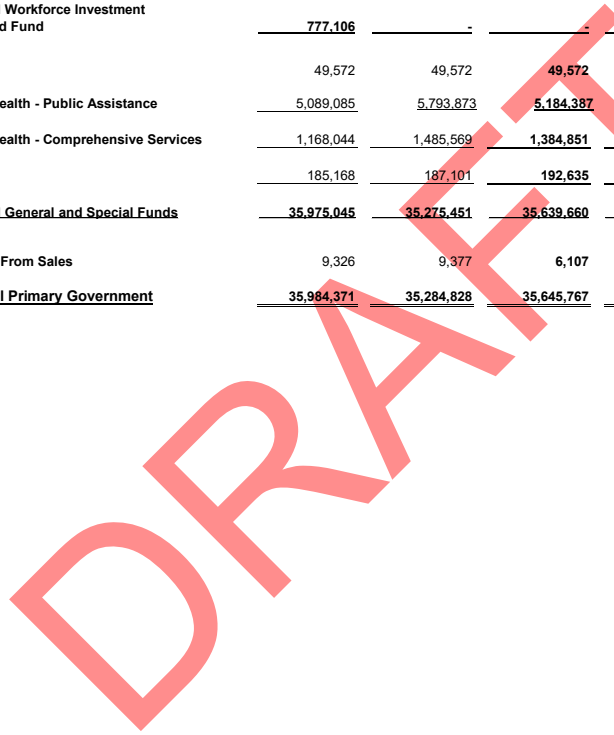 Workforce Investment
d Fund 777,106 - - 
49,572 49,572 49,572
ealth - Public Assistance 5,089,085 5,793,873 5,184,387
ealth - Comprehensive Services 1,168,044 1,485,569 1,384,851
185,168 187,101 192,635
l General and Special Funds 35,975,045 35,275,451 35,639,660
From Sales 9,326 9,377 6,107
l Primary Government 35,984,371 35,284,828 35,645,767
DRAFT